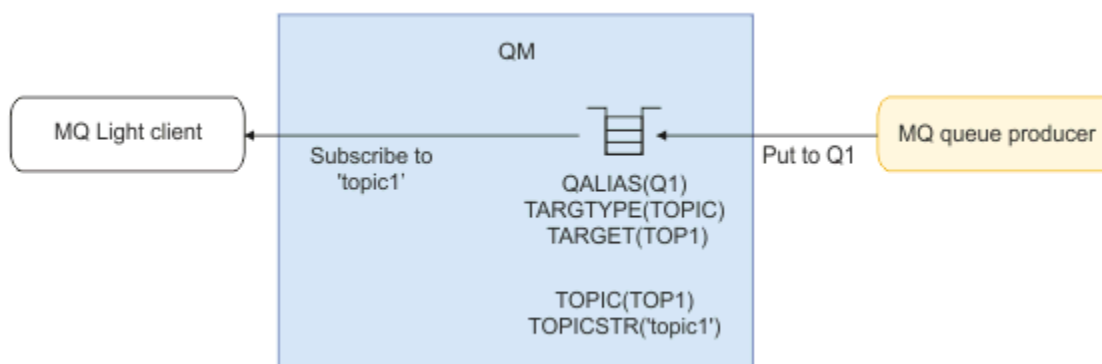 QM
MQ Light client
Subscribe to
'topic1’
Put to Q1
MQ queue producer
QALIAS(Q1)
TARGTYPE(TOPIC)
TARGET(TOP1)
TOPIC(TOP1)
TOPICSTR('topic1')